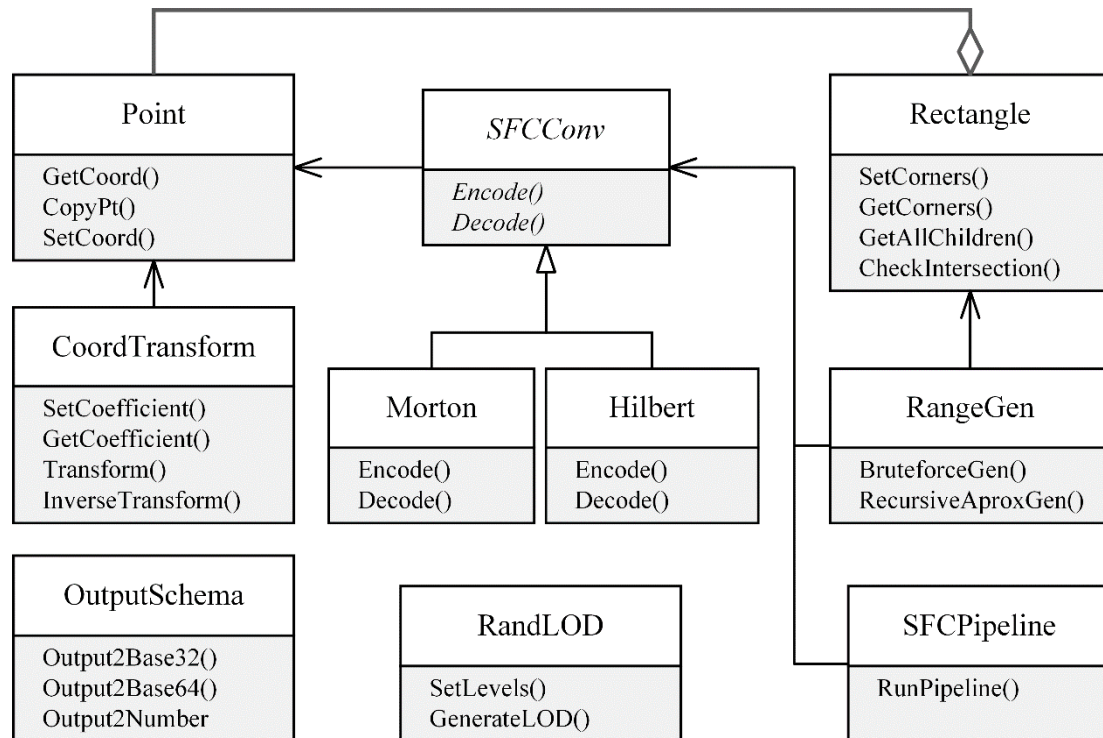 Point
GetCoord()
CopyPt()
SetCoord()
SFCConv
Encode()
Decode()
Rectangle
SetCorners()
GetCorners()
GetAllChildren()
CheckIntersection()
CoordTransform
SetCoefficient()
GetCoefficient()
Transform()
InverseTransform()
Morton
Encode()
Decode()
Hilbert
Encode()
Decode()
RangeGen
BruteforceGen()
RecursiveAproxGen()
OutputSchema
Output2Base32()
Output2Base64()
Output2Number
RandLOD
SetLevels()
GenerateLOD()
SFCPipeline
RunPipeline()